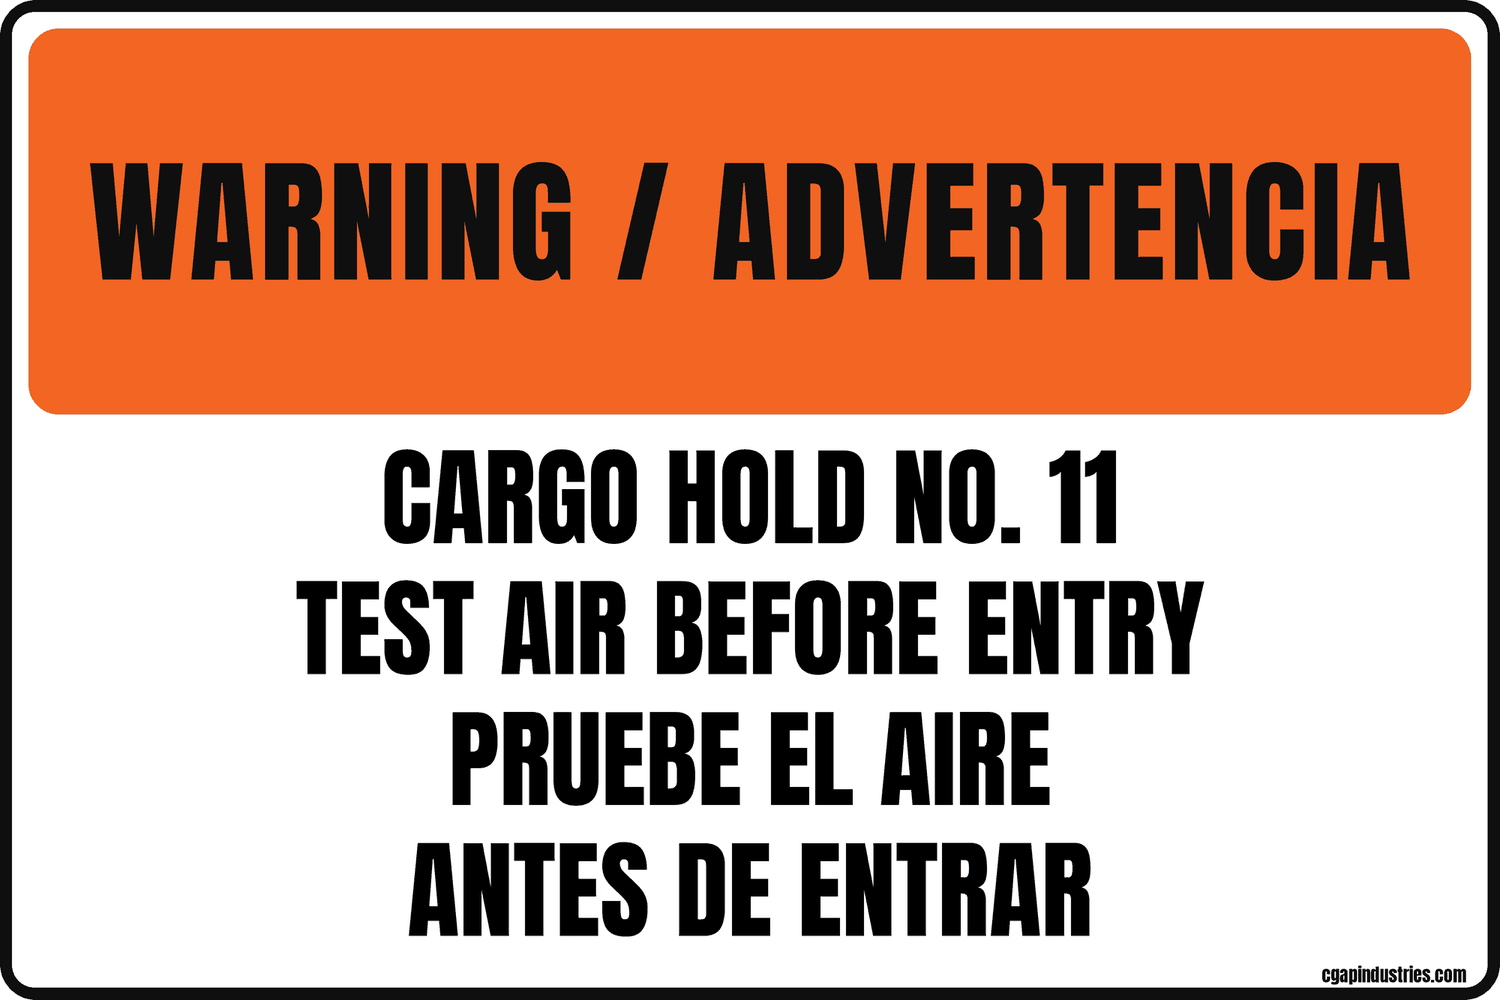 WARNING / ADVERTENCIA
CARGO HOLD NO. 11
TEST AIR BEFORE ENTRY
PRUEBE EL AIRE
ANTES DE ENTRAR
cgapindustries.com